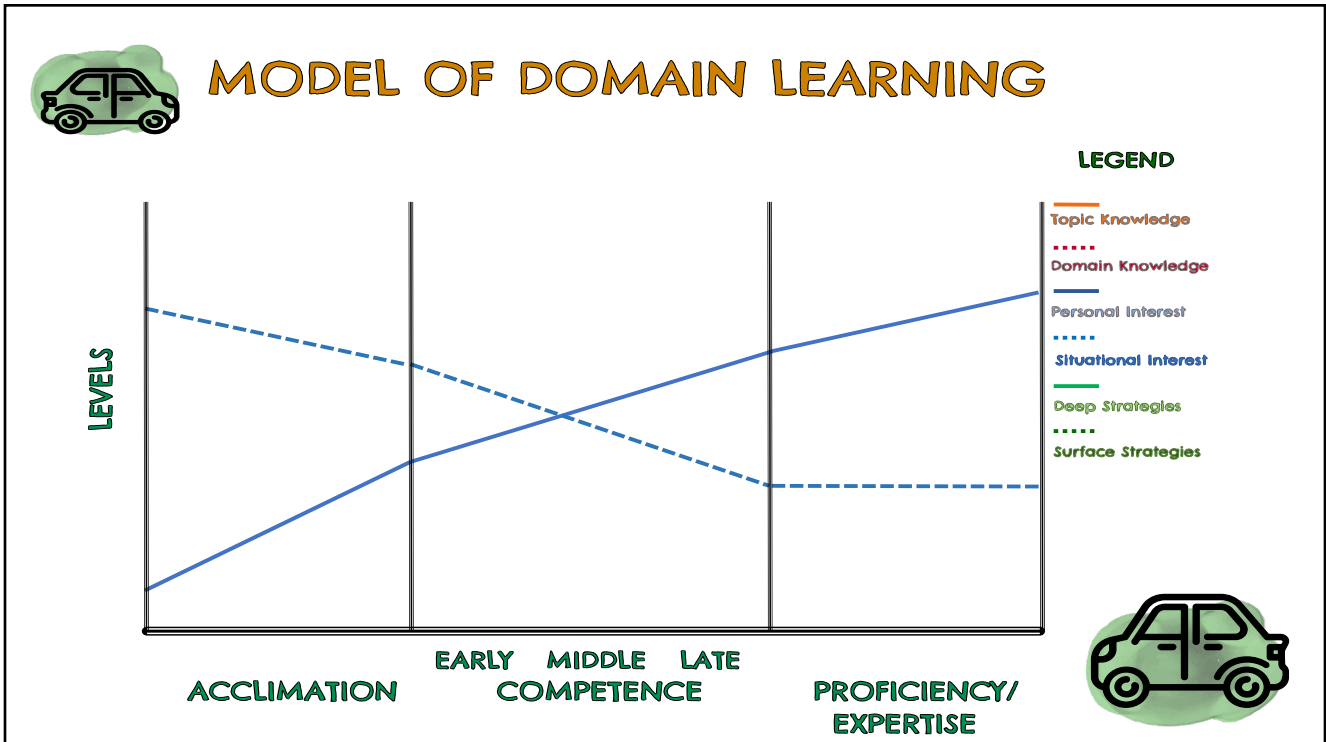 MODEL OF DOMAIN LEARNING
LEGEND
Topic Knowledge
Domain Knowledge
Personal Interest
Situational Interest
Deep Strategies
Surface Strategies
LEVELS
EARLY MIDDLE LATE
ACCLIMATION COMPETENCE PROFICIENCY/
EXPERTISE